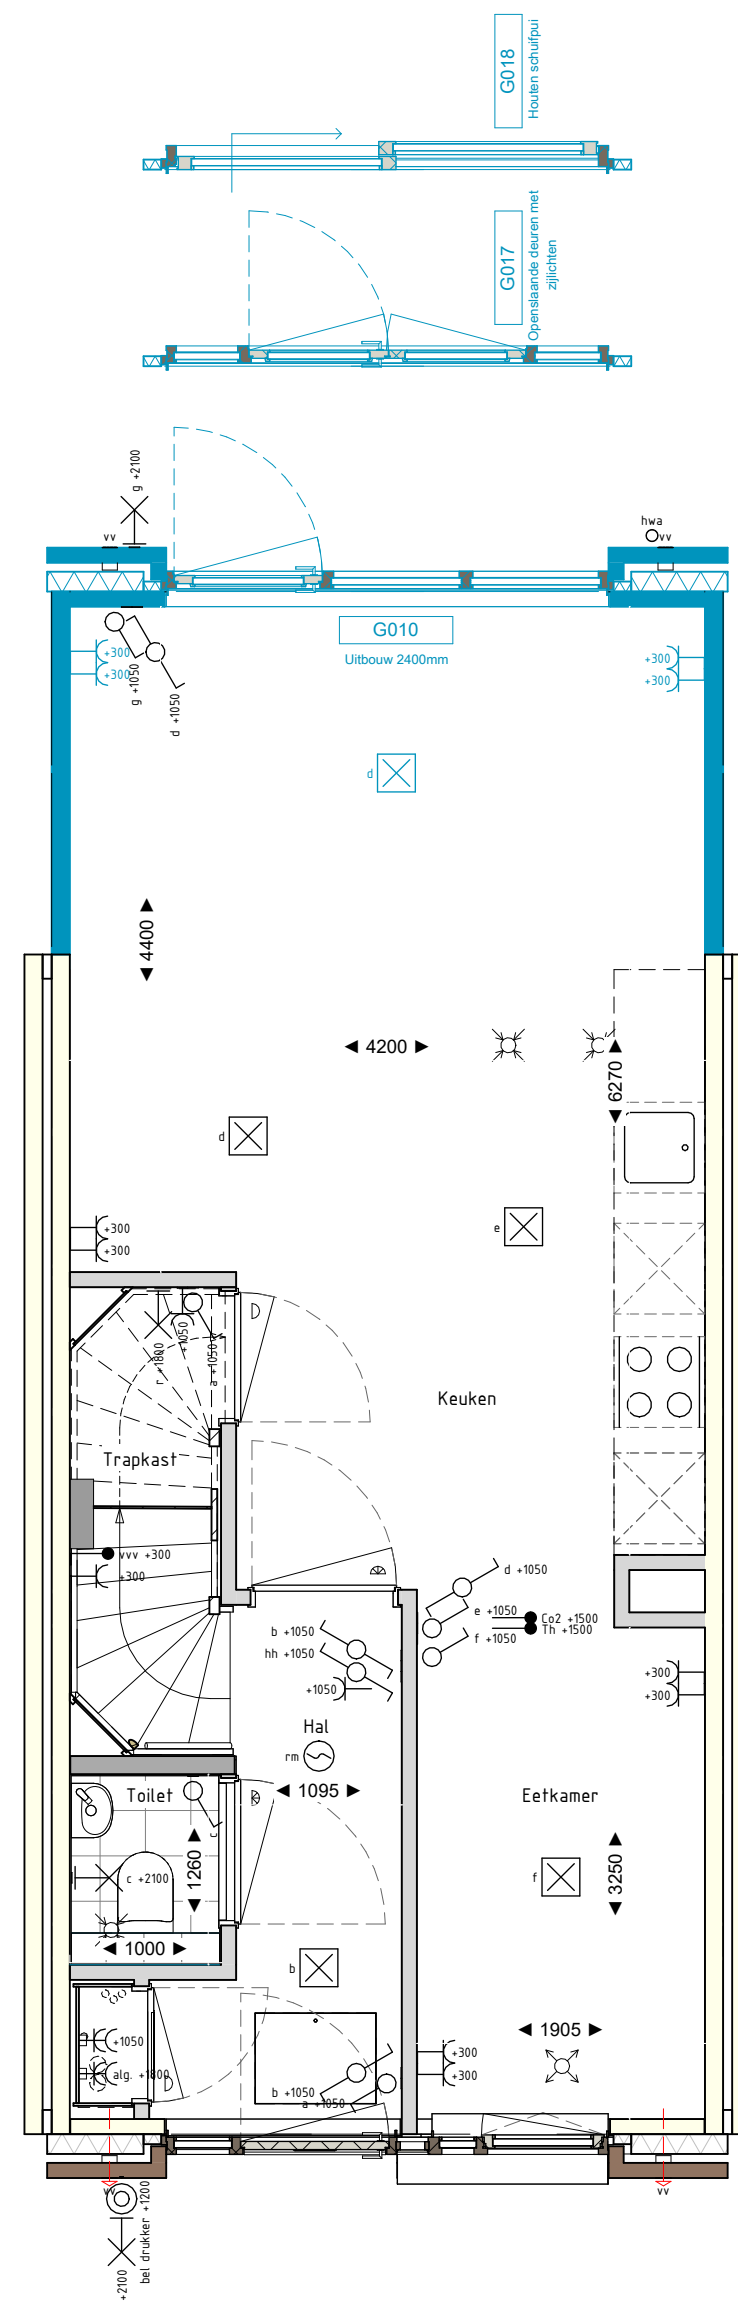 G018
Houten schuifpui
G017
Openslaande deuren met
zijlichten
g +2100
vv
hwa
vv
G010
Uitbouw 2400mm
+300
+300
g +1050
d +1050
+300
+300
d
4400
4200
6270
d
e
+300
+300
r +1800
+1050
a +1050
Keuken
Trapkast
vvv +300
+300
d +1050
e +1050
f +1050
Co2 +1500
Th +1500
b +1050
hh +1050
+1050
+300
+300
Hal
rm
1095
Toilet
c
Eetkamer
1260
c +2100
f
3250
1000
b
+1050
alg. +1800
1905
+300
+300
b +1050
a +1050
vv
vv
bel drukker +1200
+2100